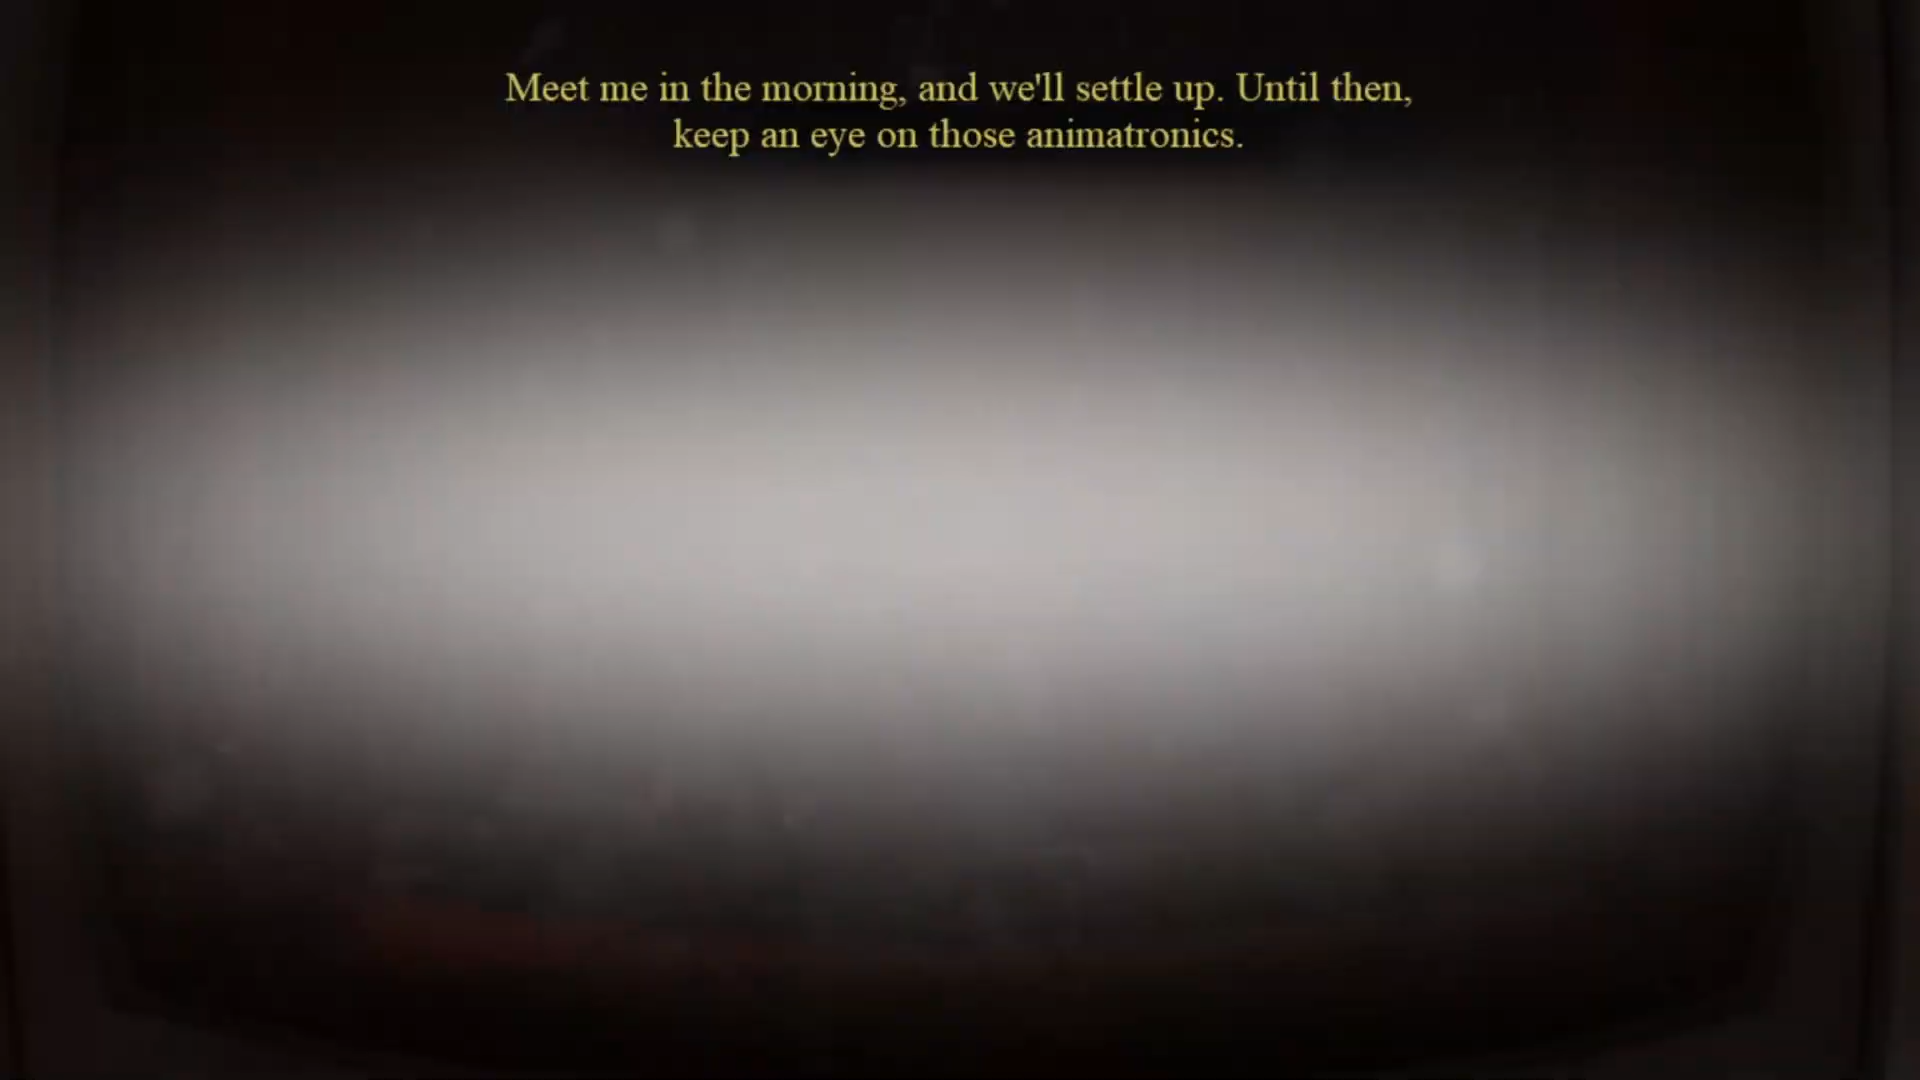 Meet me in the morning, and we'll settle up. Until then,
keep an eye on those animatronics.